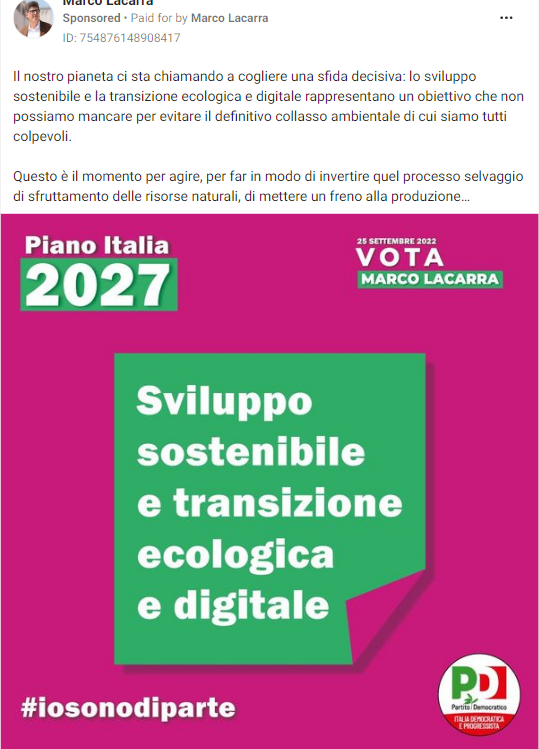 Marco Lacarra
Sponsored • Paid for by Marco Lacarra
ID: 754876148908417
Il nostro pianeta ci sta chiamando a cogliere una sfida decisiva: lo sviluppo
sostenibile e la transizione ecologica e digitale rappresentano un obiettivo che non
possiamo mancare per evitare il definitivo collasso ambientale di cui siamo tutti
colpevoli.
Questo è il momento per agire, per far in modo di invertire quel processo selvaggio
di sfruttamento delle risorse naturali, di mettere un freno alla produzione...
Piano Italia
2027
25 SETTEMBRE 2022
VOTA
MARCO LACARRA
Sviluppo
sostenibile
e transizione
ecologica
e digitale
#iosonodiparte
PD
Partito Democratico
ITALIA DEMOCRATICA
E PROGRESSISTA